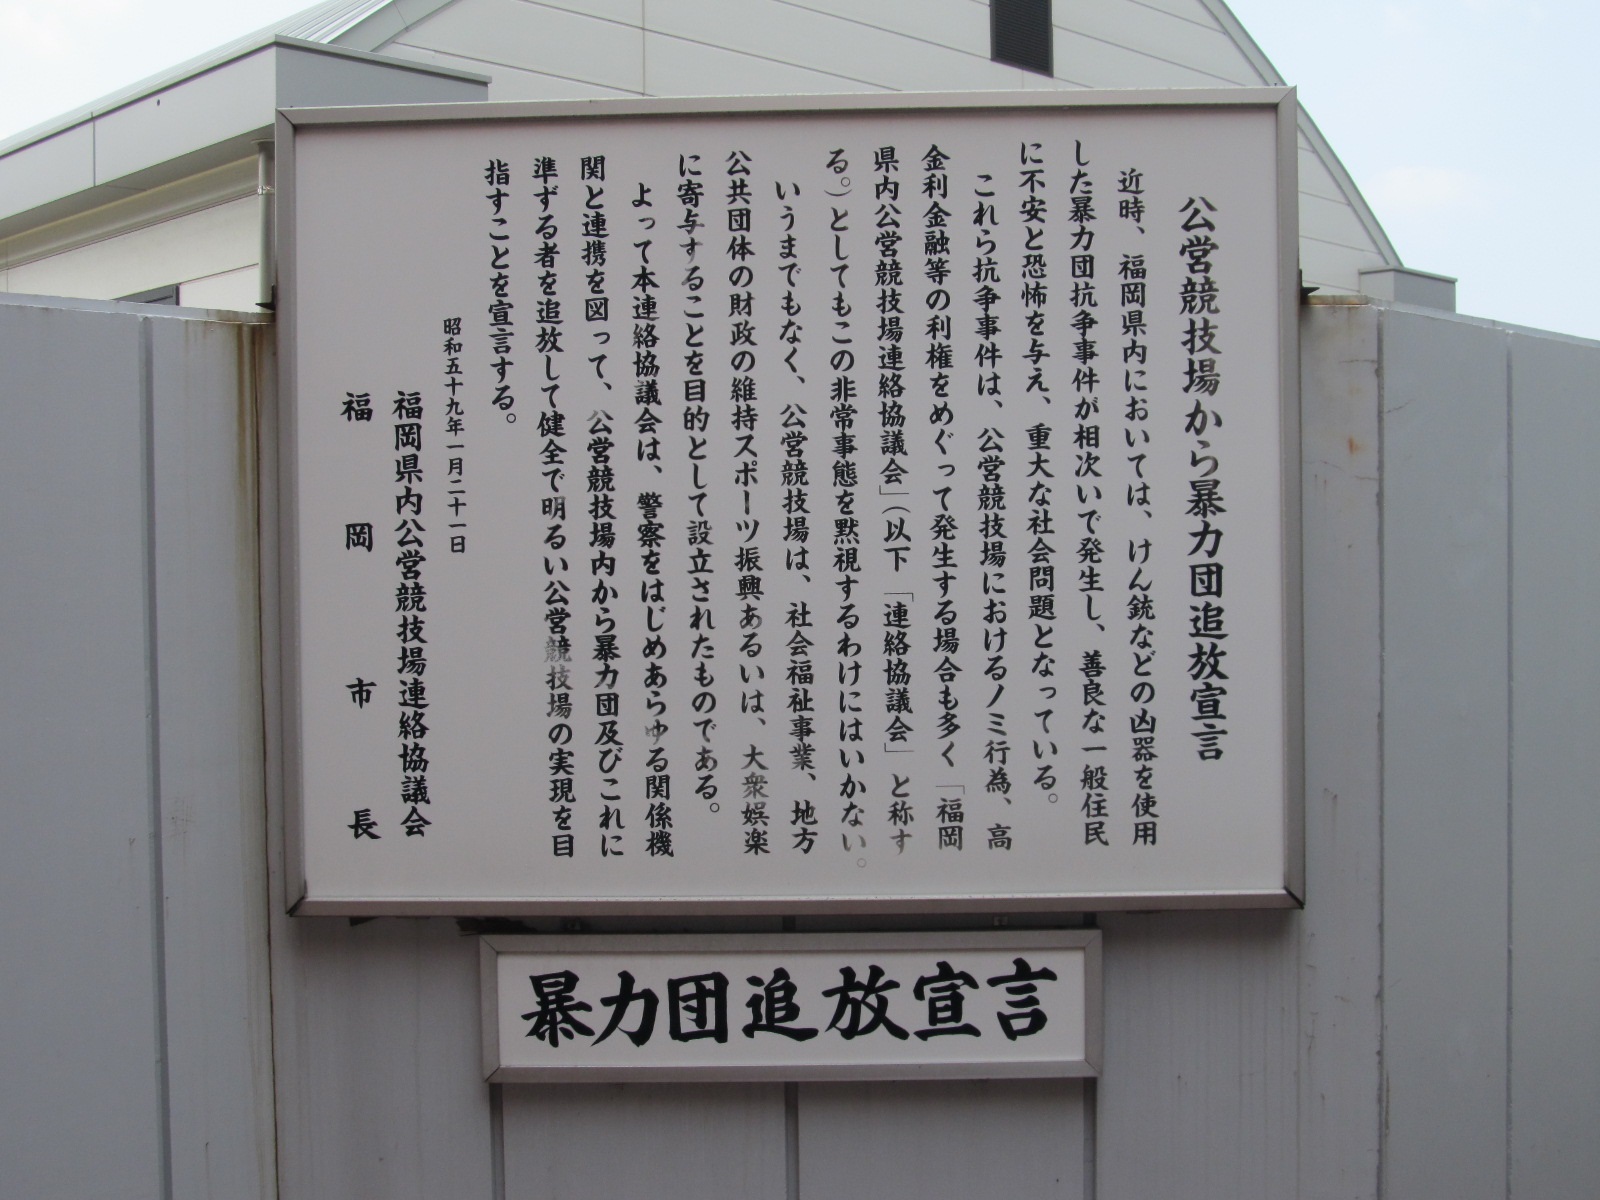 公営競技場から暴力団追放宣言
近時、福岡県内においては、けん銃などの凶器を使用
した暴力団抗争事件が相次いで発生し、善良な一般住民
に不安と恐怖を与え、重大な社会問題となっている。
これら抗争事件は、公営競技場におけるノミ行為、高
金利金融等の利権をめぐって発生する場合も多く「福岡
県内公営競技場連絡協議会」（以下「連絡協議会」と称す
る。）としてもこの非常事態を黙視するわけにはいかない。
いうまでもなく、公営競技場は、社会福祉事業、地方
公共団体の財政の維持スポーツ振興あるいは、大衆娯楽
に寄与することを目的として設立されたものである。
よって本連絡協議会は、警察をはじめあらゆる関係機
関と連携を図って、公営競技場内から暴力団及びこれに
準ずる者を追放して健全で明るい公営競技場の実現を目
指すことを宣言する。
昭和五十九年一月二十一日
福岡県内公営競技場連絡協議会
福岡市長
暴力団追放宣言